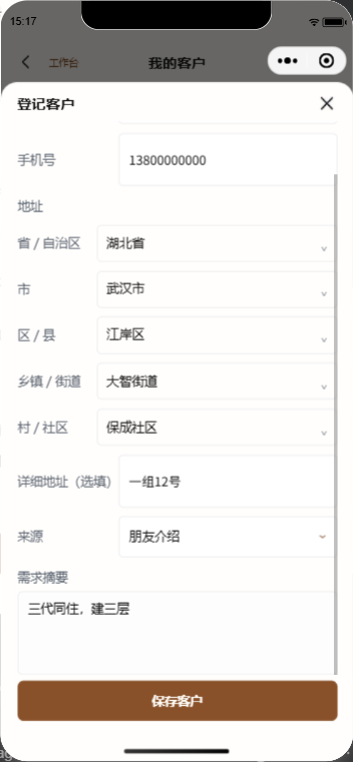 15:17
工作台 我的客户
登记客户
手机号 13800000000
地址
省 / 自治区 湖北省
市 武汉市
区 / 县 江岸区
乡镇 / 街道 大智街道
村 / 社区 保成社区
详细地址（选填） 一组12号
来源 朋友介绍
需求摘要
三代同住，建三层
保存客户